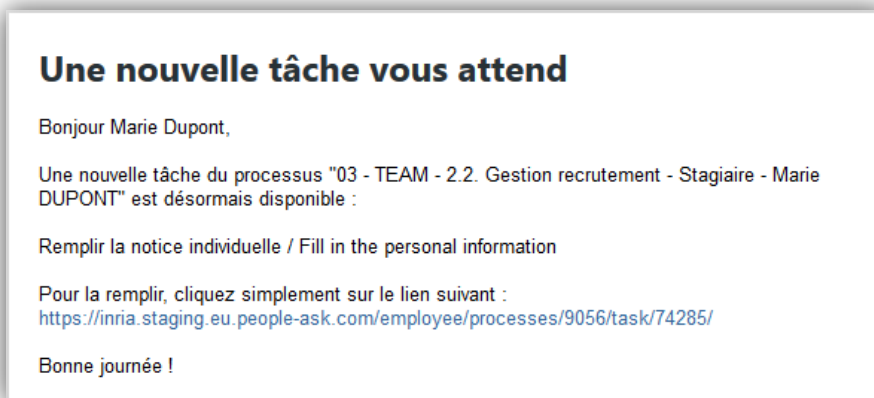 Une nouvelle tâche vous attend
Bonjour Marie Dupont,
Une nouvelle tâche du processus "03 - TEAM - 2.2. Gestion recrutement - Stagiaire - Marie
DUPONT" est désormais disponible :
Remplir la notice individuelle / Fill in the personal information
Pour la remplir, cliquez simplement sur le lien suivant :
https://inria.staging.eu.people-ask.com/employee/processes/9056/task/74285/
Bonne journée !